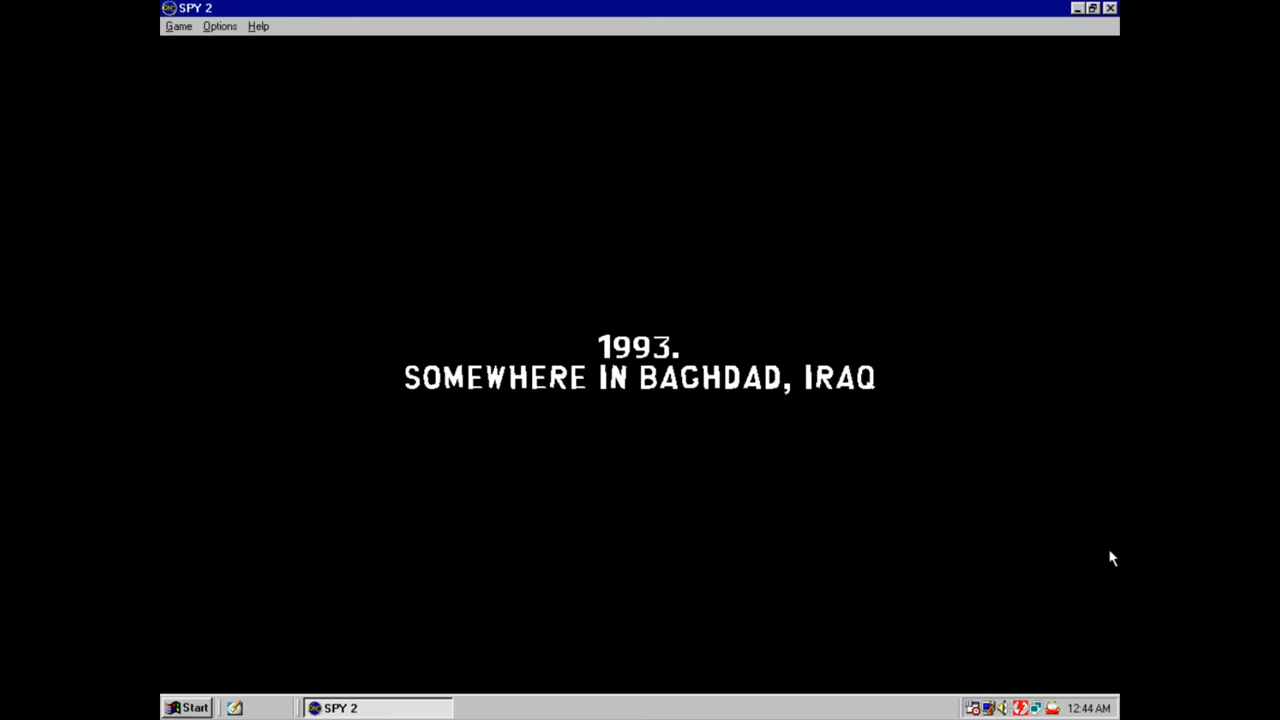 SPY 2
Game Options Help
1993.
SOMEWHERE IN BAGHDAD, IRAQ
Start SPY 2 12:44 AM